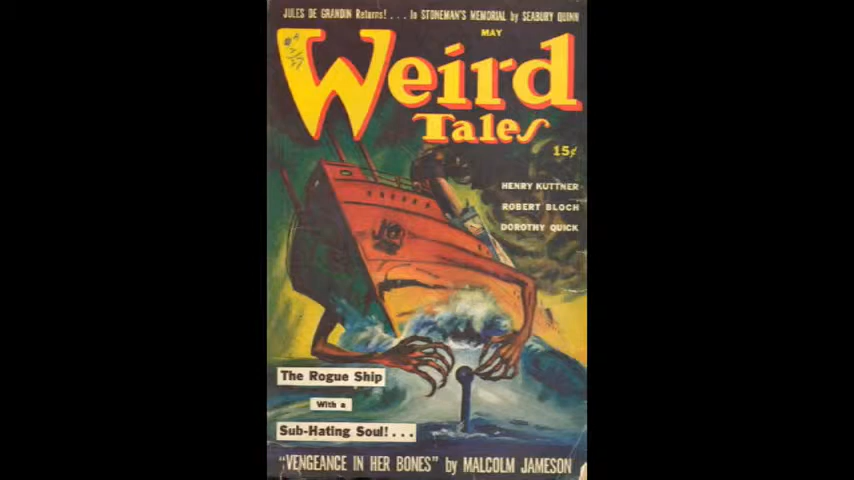 JULES DE GRANDIN Returns! . . . In STONEMAN'S MEMORIAL by SEABURY QUINN
MAY
Weird
Tales
15¢
HENRY KUTTNER
ROBERT BLOCH
DOROTHY QUICK
The Rogue Ship
With a
Sub-Hating Soul! . . .
"VENGEANCE IN HER BONES" by MALCOLM JAMESON